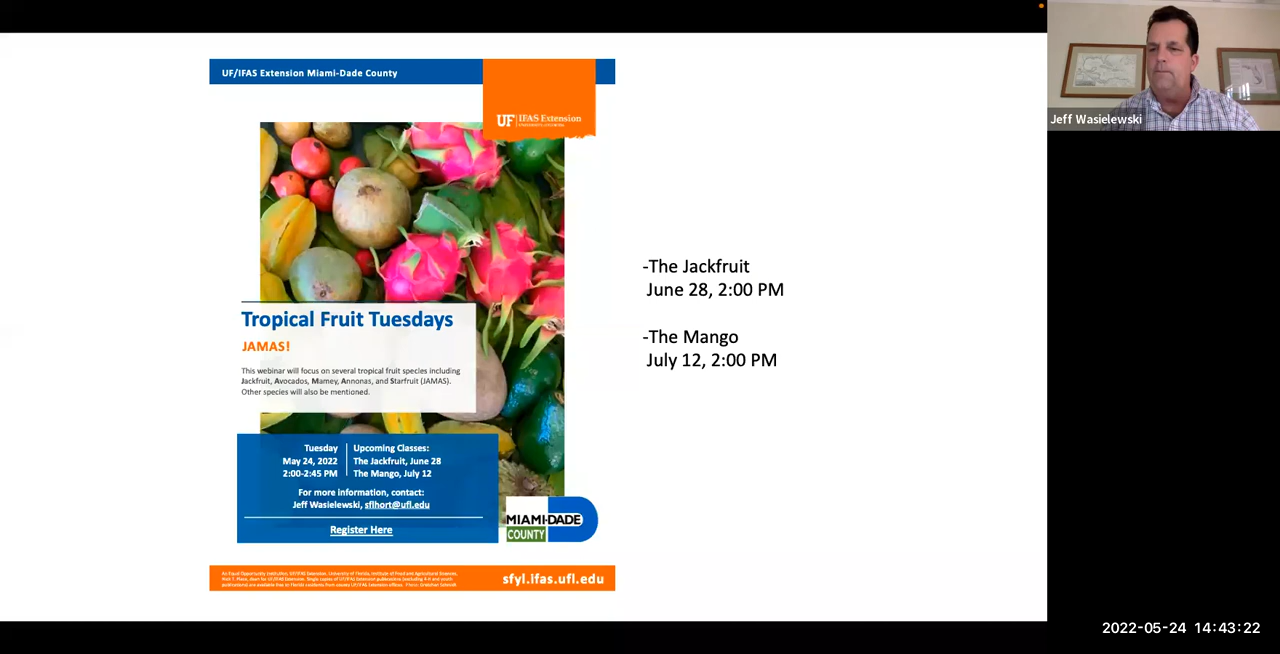 UF/IFAS Extension Miami-Dade County
UF | IFAS Extension
Tropical Fruit Tuesdays
JAMAS!
This webinar will focus on several tropical fruit species including
Jackfruit, Avocados, Mamey, Annonas, and Starfruit (JAMAS).
Other species will also be mentioned.
Tuesday
May 24, 2022
2:00-2:45 PM
Upcoming Classes:
The Jackfruit, June 28
The Mango, July 12
For more information, contact:
Jeff Wasielewski, sflhort@ufl.edu
Register Here
MIAMI-DADE
COUNTY
sfyl.ifas.ufl.edu
-The Jackfruit
June 28, 2:00 PM
-The Mango
July 12, 2:00 PM
Jeff Wasielewski
2022-05-24 14:43:22